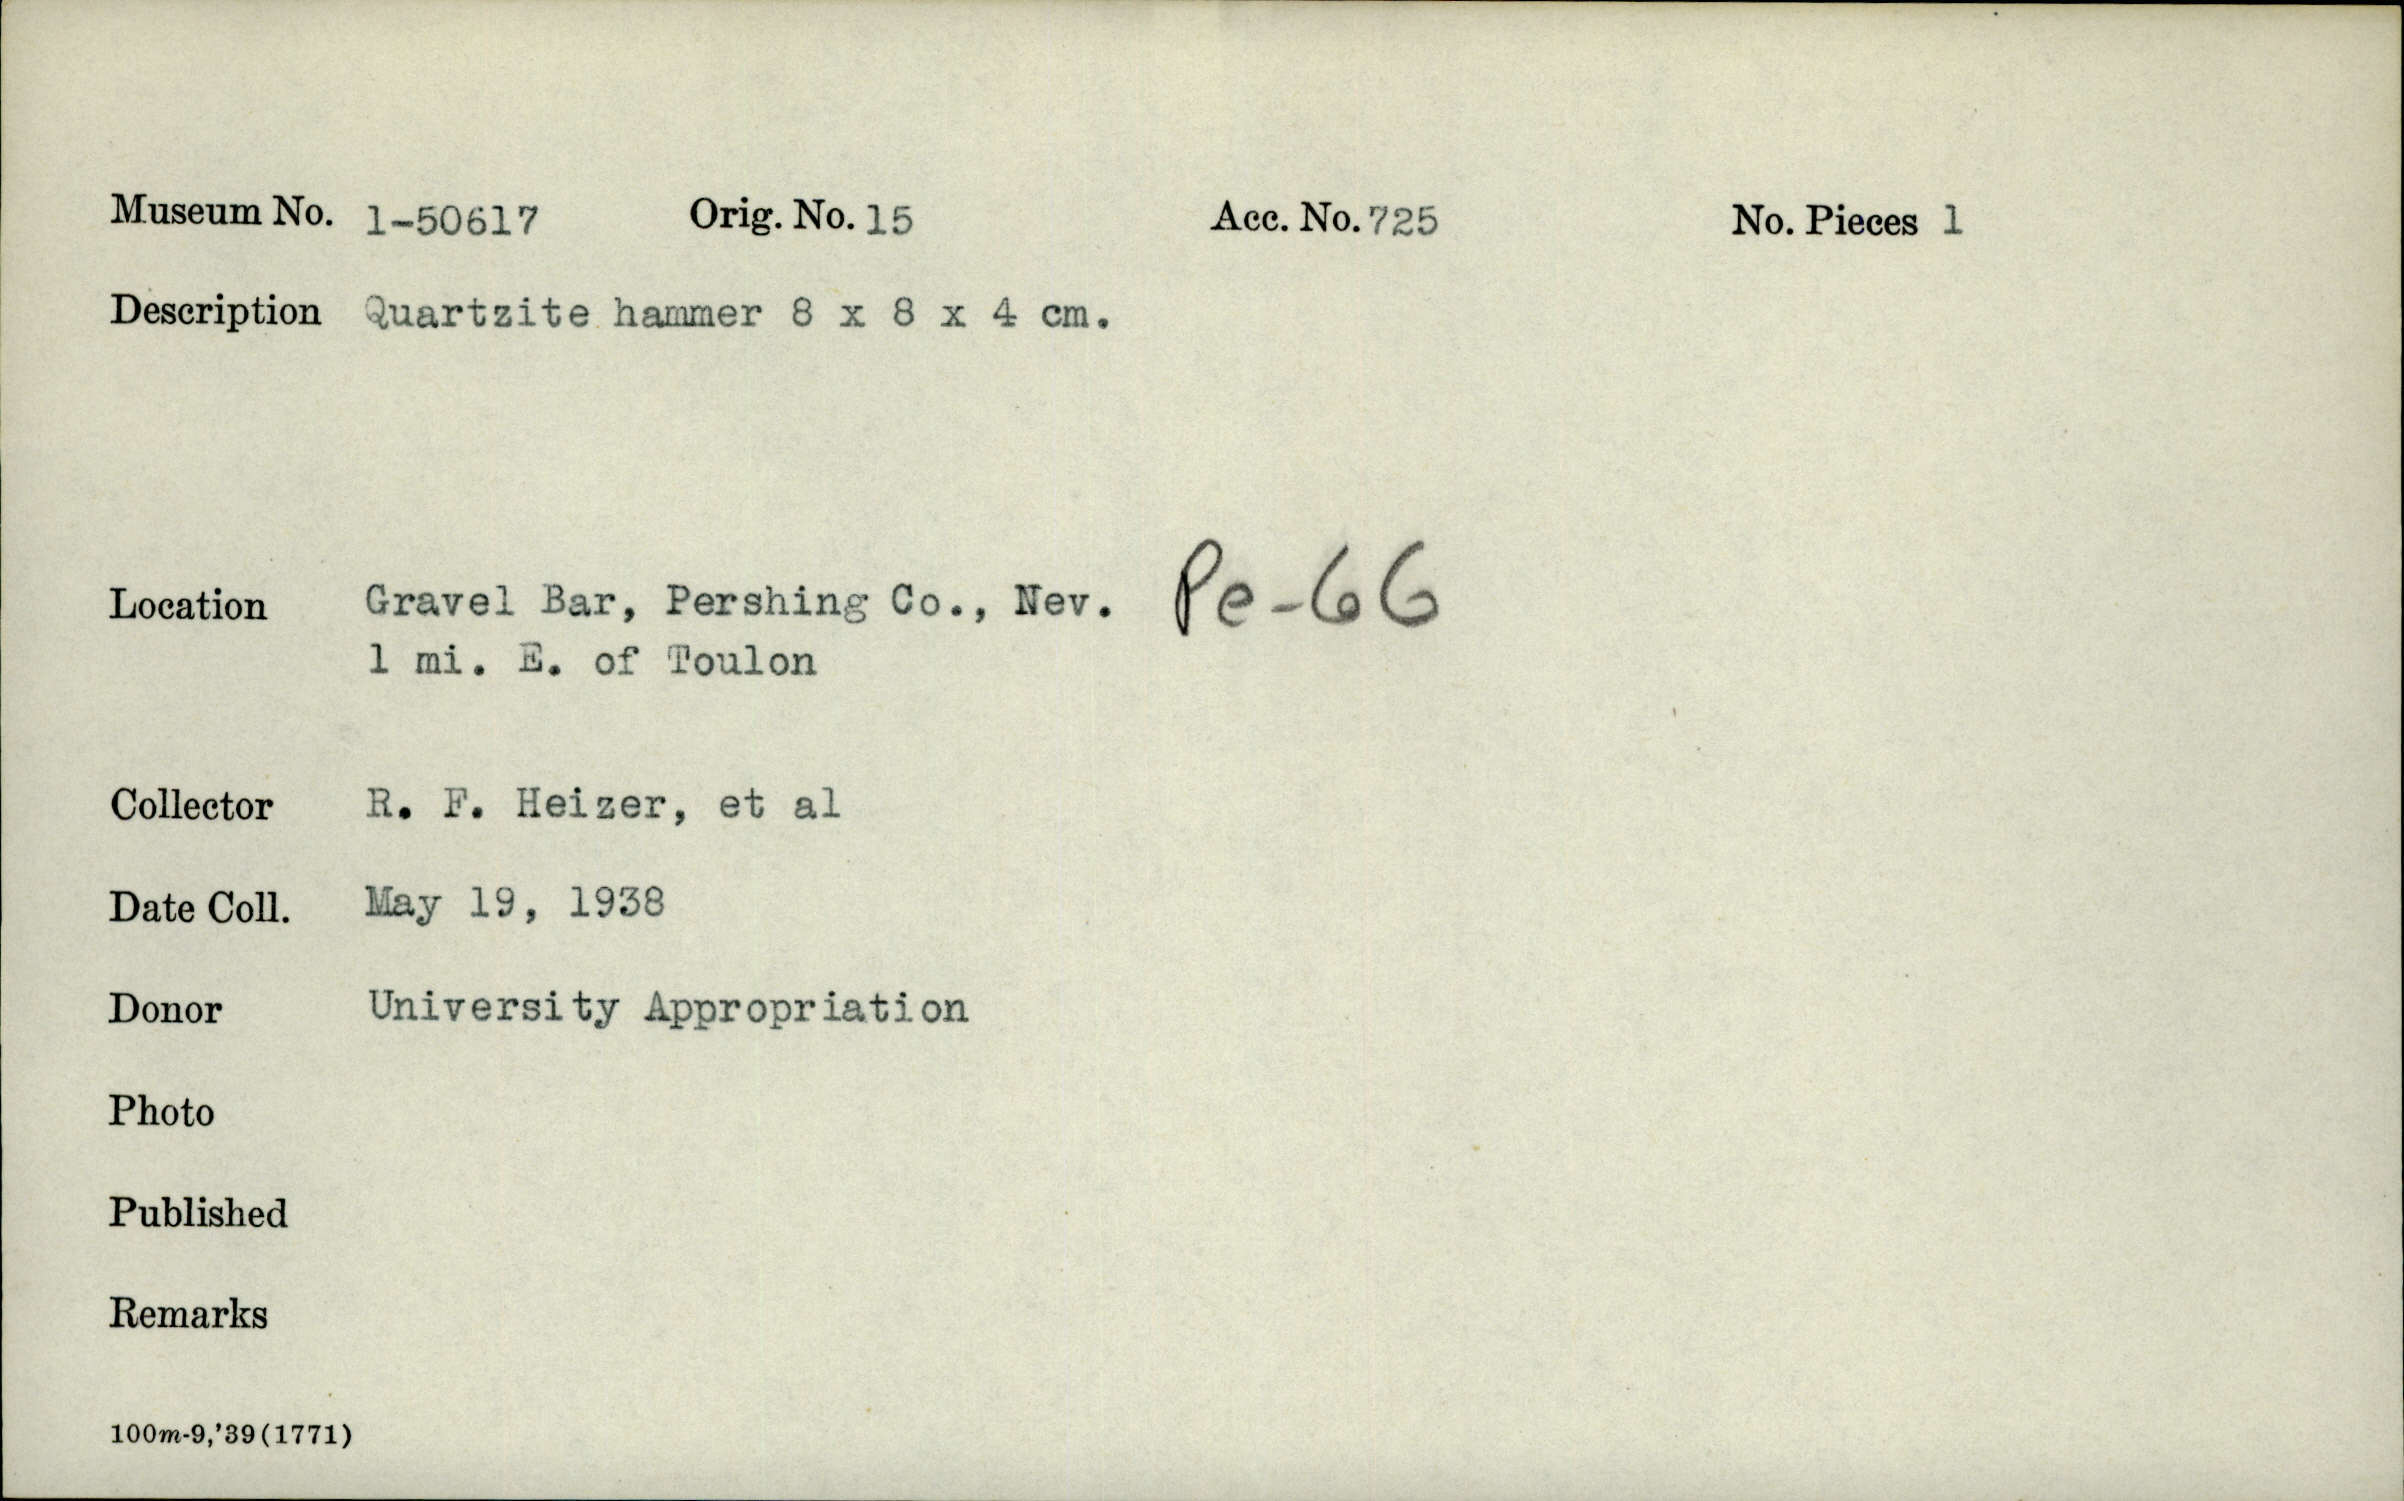 Museum No. 1-50617 Orig. No. 15 Acc. No. 725 No. Pieces 1
Description Quartzite hammer 8 x 8 x 4 cm.
Location Gravel Bar, Pershing Co., Nev. Pe-66
1 mi. E. of Toulon
Collector R. F. Heizer, et al
Date Coll. May 19, 1938
Donor University Appropriation
Photo
Published
Remarks
100m-9,'39(1771)